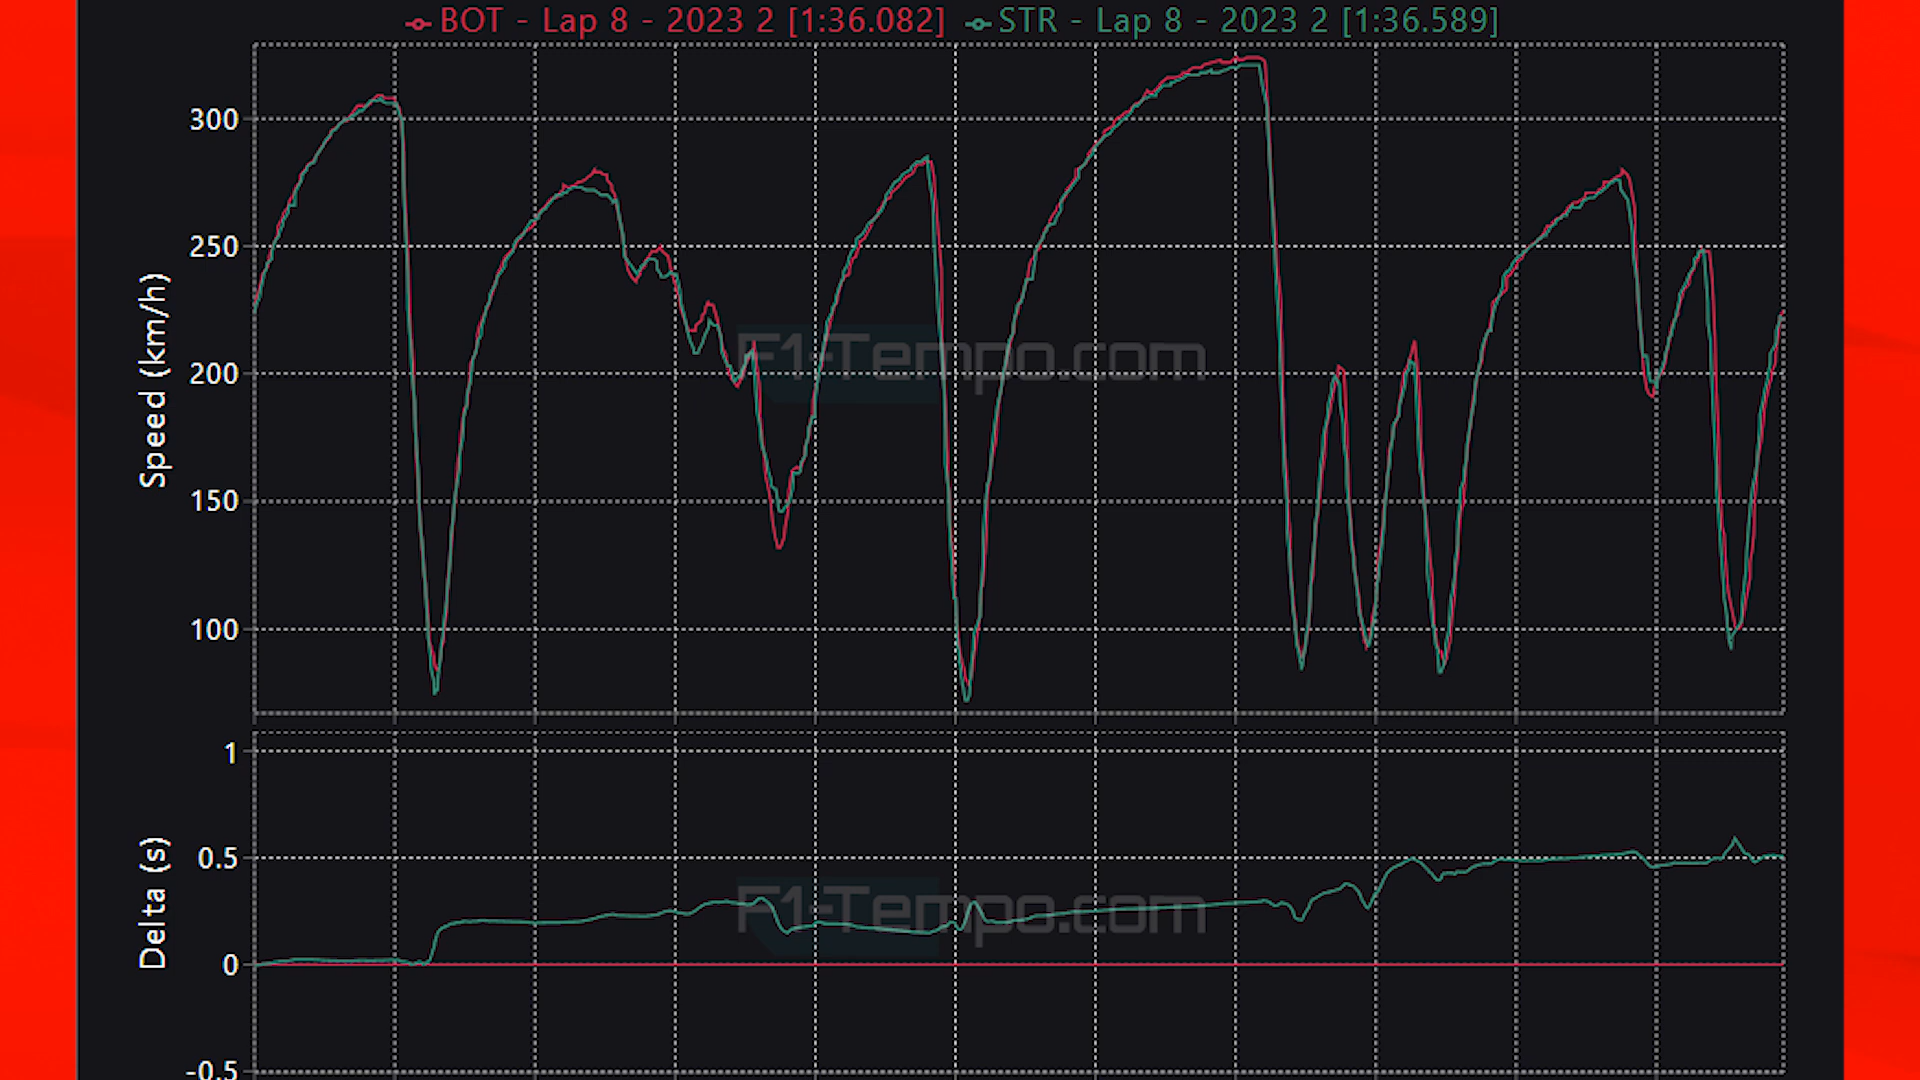 BOT - Lap 8 - 2023 2 [1:36.082] STR - Lap 8 - 2023 2 [1:36.589]
300
250
200
150
100
Speed (km/h)
F1-Tempo.com
1
0.5
0
-0.5
Delta (s)
F1-Tempo.com